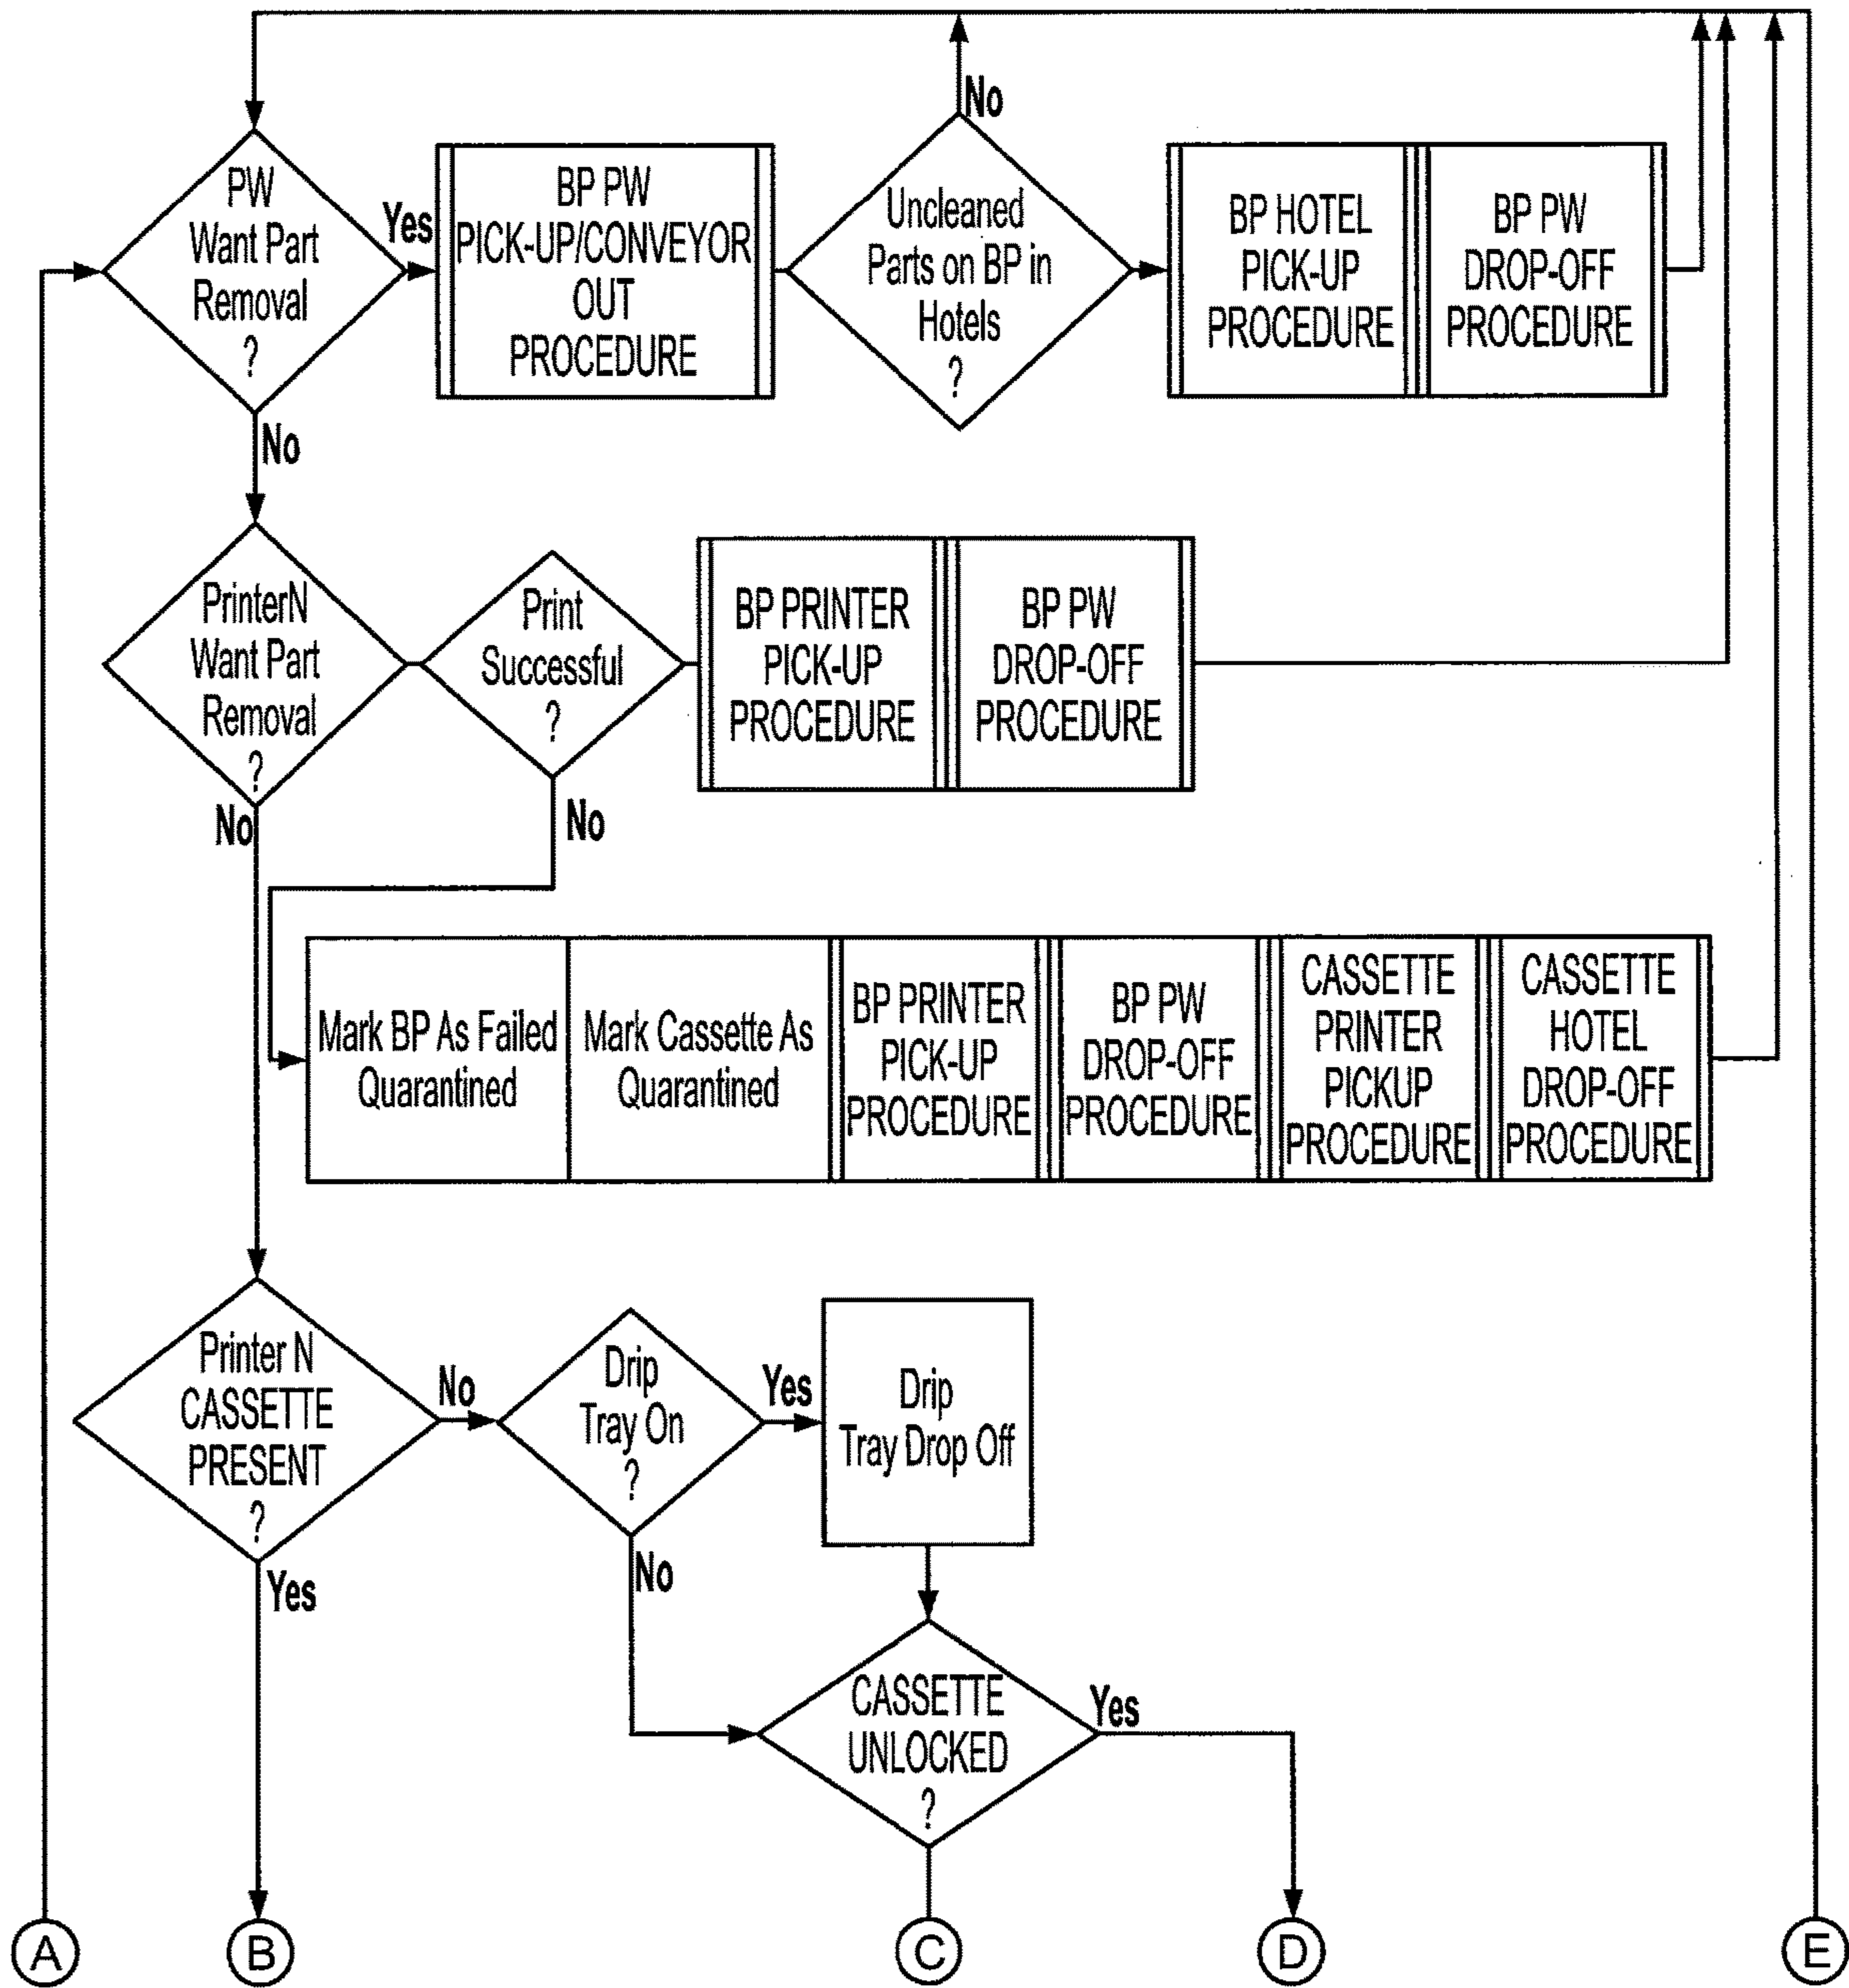 No
PW
Want Part
Removal
?
Yes
BP PW
PICK-UP/CONVEYOR
OUT
PROCEDURE
Uncleaned
Parts on BP in
Hotels
?
BP HOTEL
PICK-UP
PROCEDURE
BP PW
DROP-OFF
PROCEDURE
No
PrinterN
Want Part
Removal
?
Print
Successful
?
BP PRINTER
PICK-UP
PROCEDURE
BP PW
DROP-OFF
PROCEDURE
No
No
Mark BP As Failed
Quarantined
Mark Cassette As
Quarantined
BP PRINTER
PICK-UP
PROCEDURE
BP PW
DROP-OFF
PROCEDURE
CASSETTE
PRINTER
PICKUP
PROCEDURE
CASSETTE
HOTEL
DROP-OFF
PROCEDURE
Printer N
CASSETTE
PRESENT
?
No
Drip
Tray On
?
Yes
Drip
Tray Drop Off
Yes
No
CASSETTE
UNLOCKED
?
Yes
A
B
C
D
E